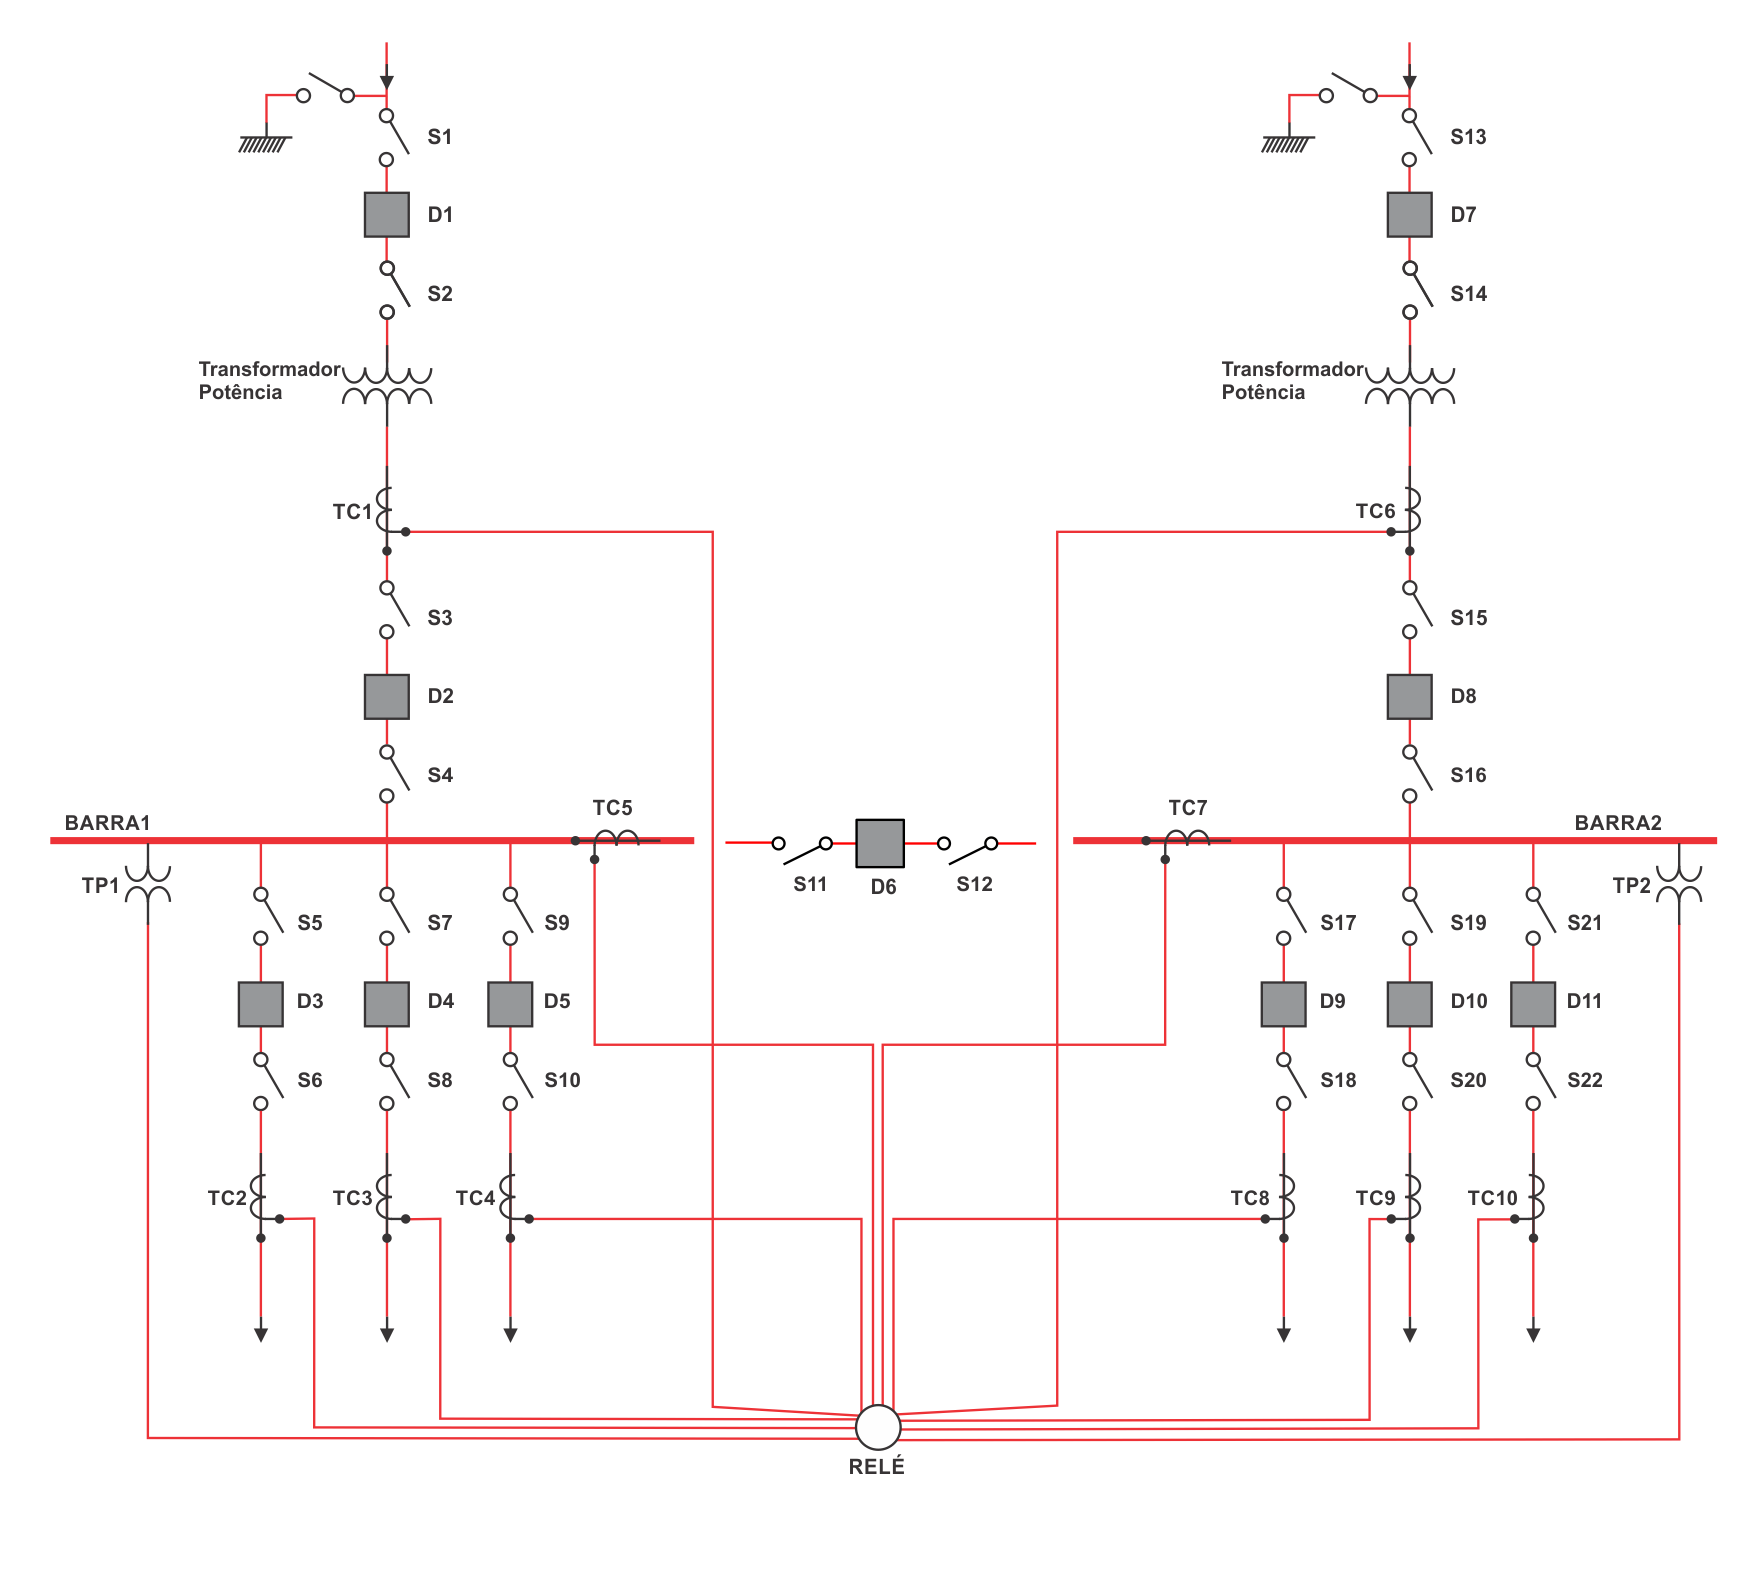 S1
S13
D1
D7
S2
S14
Transformador
Potência
Transformador
Potência
TC1
TC6
S3
S15
D2
D8
S4
S16
BARRA1
TC5
TC7
BARRA2
TP1
S11
D6
S12
TP2
S5
S7
S9
S17
S19
S21
D3
D4
D5
D9
D10
D11
S6
S8
S10
S18
S20
S22
TC2
TC3
TC4
TC8
TC9
TC10
RELÉ